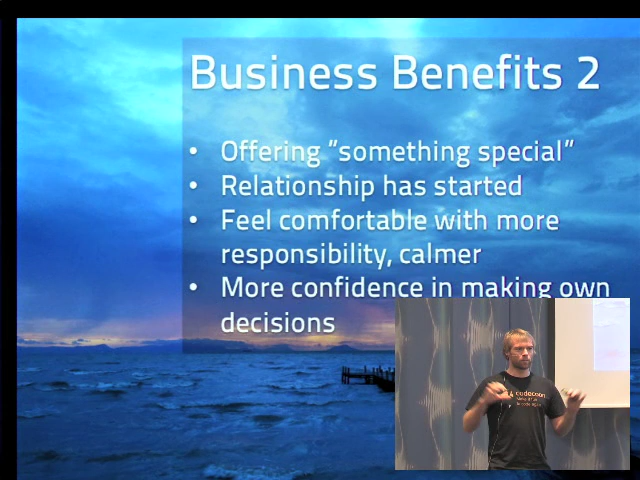 Business Benefits 2
• Offering “something special”
• Relationship has started
• Feel comfortable with more
responsibility, calmer
• More confidence in making own
decisions
codecoon